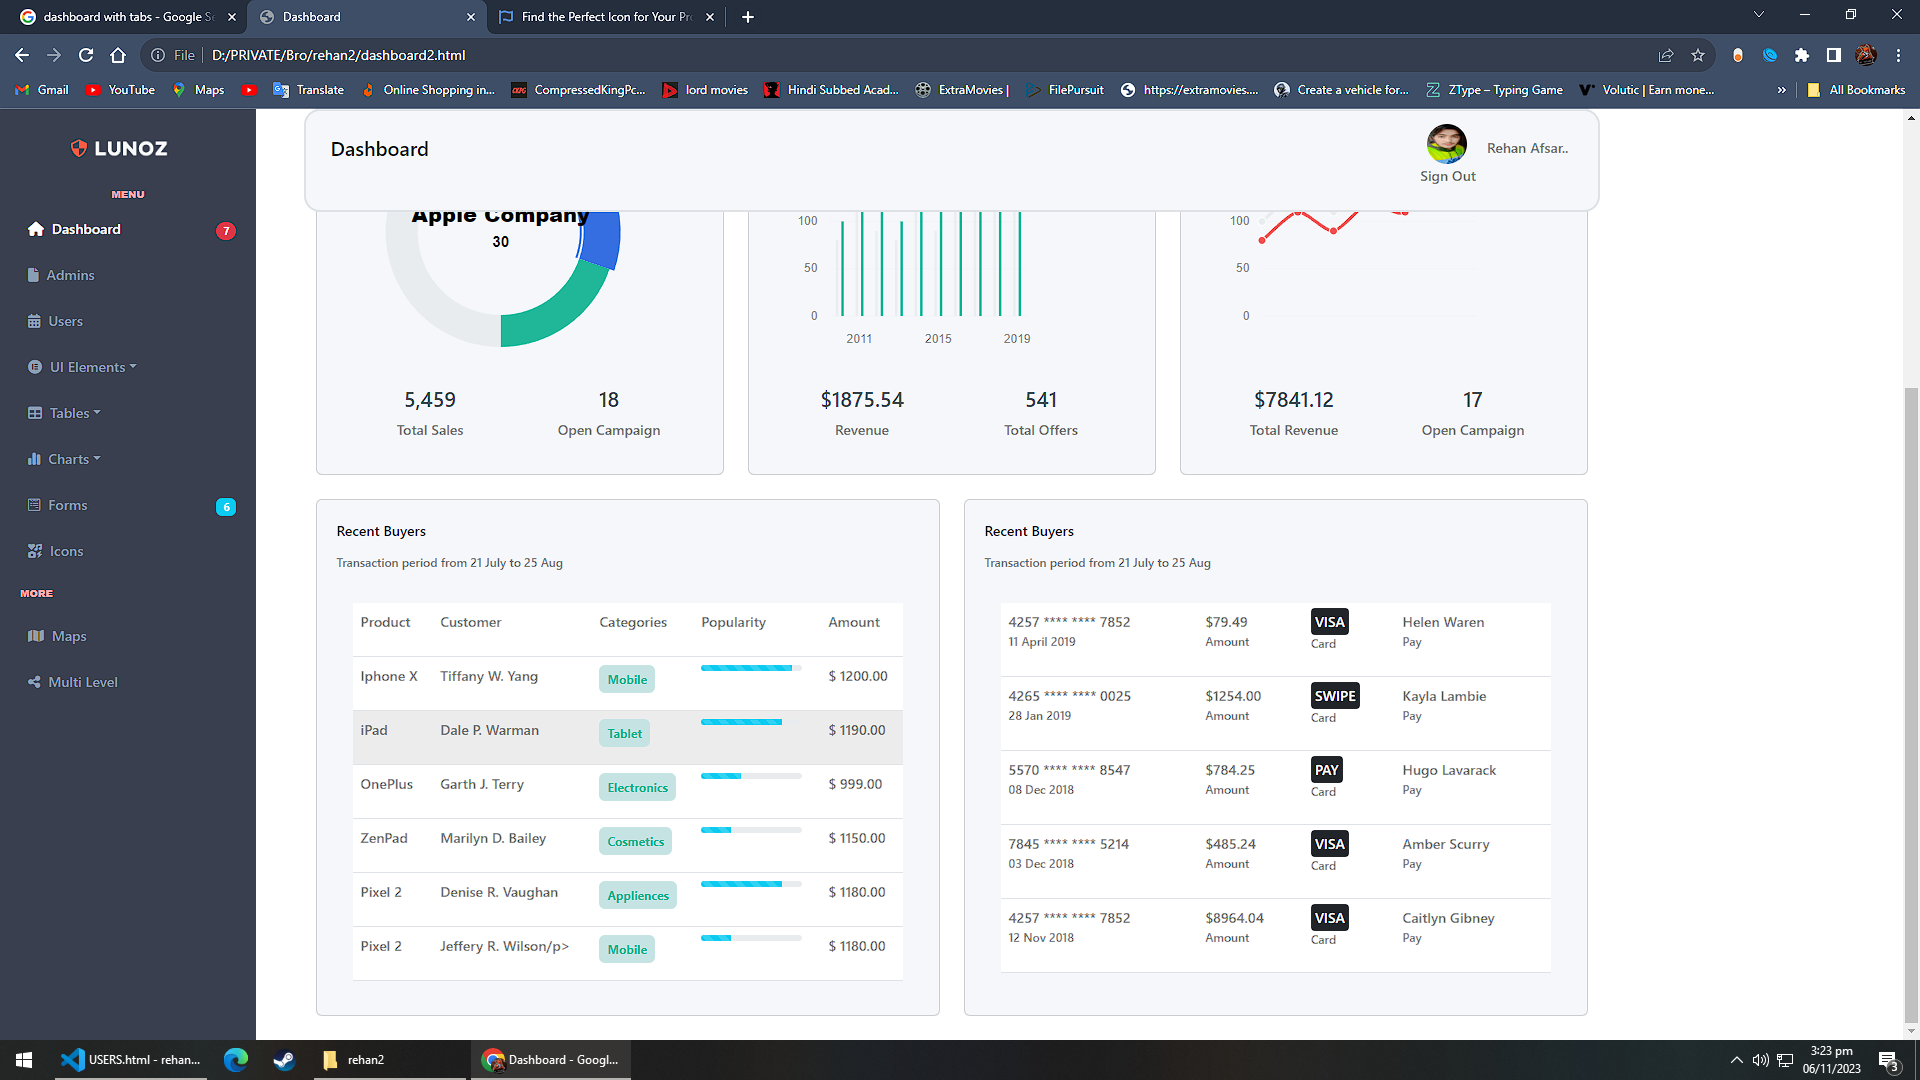 dashboard with tabs - Google Se
Dashboard
Find the Perfect Icon for Your Pro
File
D:/PRIVATE/Bro/rehan2/dashboard2.html
Gmail
YouTube
Maps
Translate
Online Shopping in...
CompressedKingPc...
lord movies
Hindi Subbed Acad...
ExtraMovies |
FilePursuit
https://extramovies....
Create a vehicle for...
ZType – Typing Game
Volutic | Earn mone...
»
All Bookmarks
LUNOZ
MENU
Dashboard 7
Admins
Users
UI Elements
Tables
Charts
Forms 6
Icons
MORE
Maps
Multi Level
Dashboard
Rehan Afsar..
Sign Out
Apple Company
30
5,459 18
Total Sales Open Campaign
100
50
0
2011 2015 2019
$1875.54 541
Revenue Total Offers
100
50
0
$7841.12 17
Total Revenue Open Campaign
Recent Buyers
Transaction period from 21 July to 25 Aug
Product Customer Categories Popularity Amount
Iphone X Tiffany W. Yang Mobile $ 1200.00
iPad Dale P. Warman Tablet $ 1190.00
OnePlus Garth J. Terry Electronics $ 999.00
ZenPad Marilyn D. Bailey Cosmetics $ 1150.00
Pixel 2 Denise R. Vaughan Appliences $ 1180.00
Pixel 2 Jeffery R. Wilson/p> Mobile $ 1180.00
Recent Buyers
Transaction period from 21 July to 25 Aug
4257 **** **** 7852 $79.49 VISA Helen Waren
11 April 2019 Amount Card Pay
4265 **** **** 0025 $1254.00 SWIPE Kayla Lambie
28 Jan 2019 Amount Card Pay
5570 **** **** 8547 $784.25 PAY Hugo Lavarack
08 Dec 2018 Amount Card Pay
7845 **** **** 5214 $485.24 VISA Amber Scurry
03 Dec 2018 Amount Card Pay
4257 **** **** 7852 $8964.04 VISA Caitlyn Gibney
12 Nov 2018 Amount Card Pay
USERS.html - rehan...
rehan2
Dashboard - Googl...
3:23 pm
06/11/2023
3